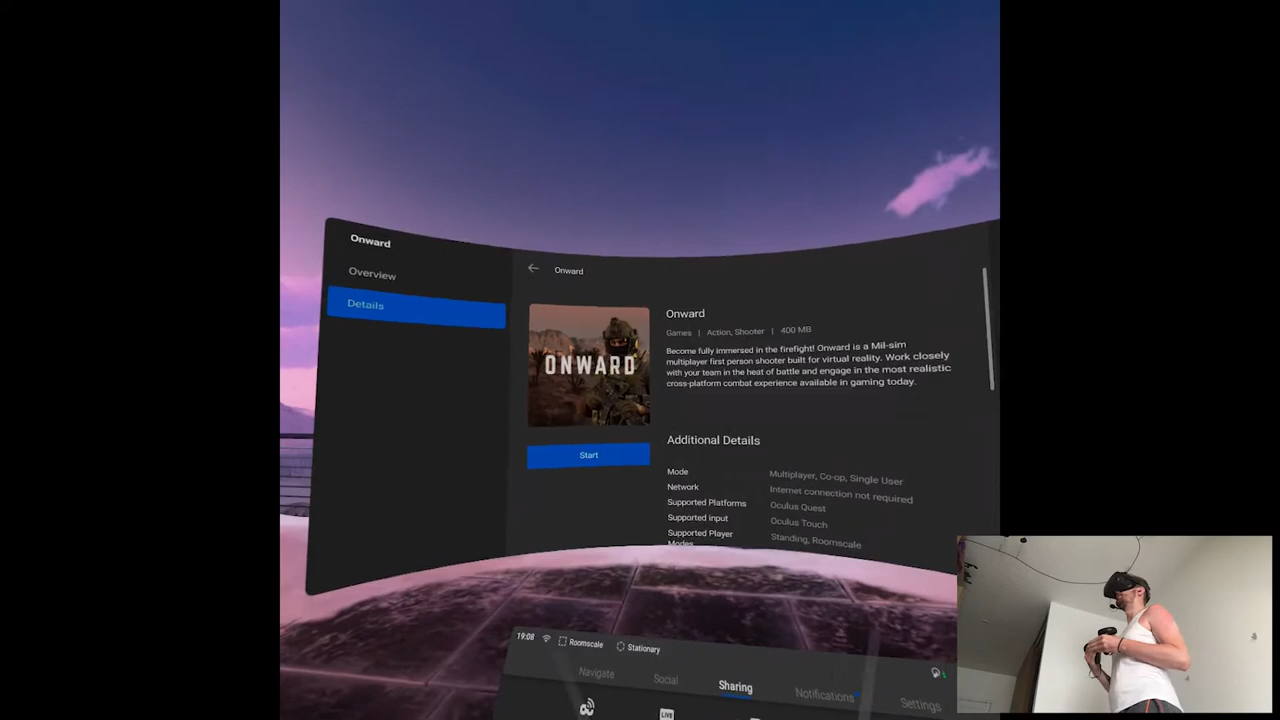 Onward
Overview
Details
Onward
ONWARD
Start
Onward
Games | Action, Shooter | 400 MB
Become fully immersed in the firefight! Onward is a Mil-sim
multiplayer first person shooter built for virtual reality. Work closely
with your team in the heat of battle and engage in the most realistic
cross-platform combat experience available in gaming today.
Additional Details
Mode Multiplayer, Co-op, Single User
Network Internet connection not required
Supported Platforms Oculus Quest
Supported input Oculus Touch
Supported Player Standing, Roomscale
Modes
19:08 Roomscale Stationary
Navigate Social Sharing Notifications Settings
LIVE